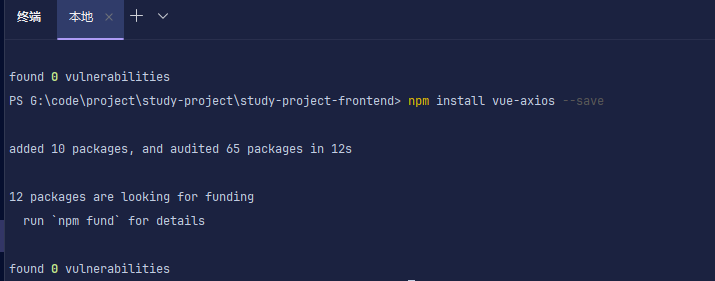 终端 本地
found 0 vulnerabilities
PS G:\code\project\study-project\study-project-frontend> npm install vue-axios --save
added 10 packages, and audited 65 packages in 12s
12 packages are looking for funding
run `npm fund` for details
found 0 vulnerabilities